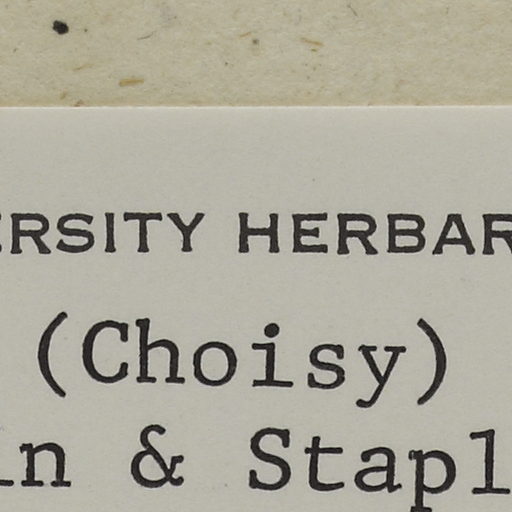 ERSITY HERBAR
(Choisy)
in & Stapl